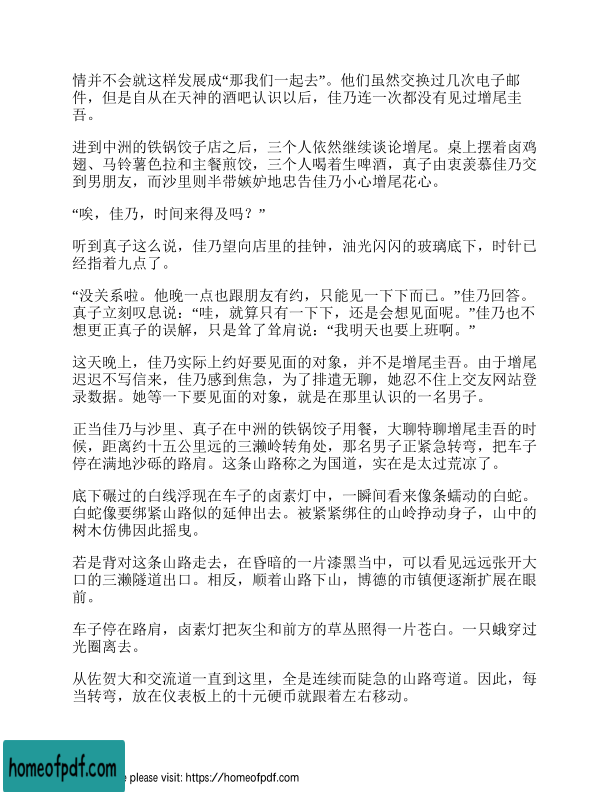 情并不会就这样发展成“那我们一起去”。他们虽然交换过几次电子邮
件，但是自从在天神的酒吧认识以后，佳乃连一次都没有见过增尾圭
吾。
进到中洲的铁锅饺子店之后，三个人依然继续谈论增尾。桌上摆着卤鸡
翅、马铃薯色拉和主餐煎饺，三个人喝着生啤酒，真子由衷羡慕佳乃交
到男朋友，而沙里则半带嫉妒地忠告佳乃小心增尾花心。
“唉，佳乃，时间来得及吗？”
听到真子这么说，佳乃望向店里的挂钟，油光闪闪的玻璃底下，时针已
经指着九点了。
“没关系啦。他晚一点也跟朋友有约，只能见一下下而已。”佳乃回答。
真子立刻叹息说：“哇，就算只有一下下，还是会想见面呢。”佳乃也不
想更正真子的误解，只是耸了耸肩说：“我明天也要上班啊。”
这天晚上，佳乃实际上约好要见面的对象，并不是增尾圭吾。由于增尾
迟迟不写信来，佳乃感到焦急，为了排遣无聊，她忍不住上交友网站登
录数据。她等一下要见面的对象，就是在那里认识的一名男子。
正当佳乃与沙里、真子在中洲的铁锅饺子用餐，大聊特聊增尾圭吾的时
候，距离约十五公里远的三濑岭转角处，那名男子正紧急转弯，把车子
停在满地沙砾的路肩。这条山路称之为国道，实在是太过荒凉了。
底下碾过的白线浮现在车子的卤素灯中，一瞬间看来像条蠕动的白蛇。
白蛇像要绑紧山路似的延伸出去。被紧紧绑住的山岭挣动身子，山中的
树木仿佛因此摇曳。
若是背对这条山路走去，在昏暗的一片漆黑当中，可以看见远远张开大
口的三濑隧道出口。相反，顺着山路下山，博德的市镇便逐渐扩展在眼
前。
车子停在路肩，卤素灯把灰尘和前方的草丛照得一片苍白。一只蛾穿过
光圈离去。
从佐贺大和交流道一直到这里，全是连续而陡急的山路弯道。因此，每
当转弯，放在仪表板上的十元硬币就跟着左右移动。
homeofpdf.com
e please visit: https://homeofpdf.com